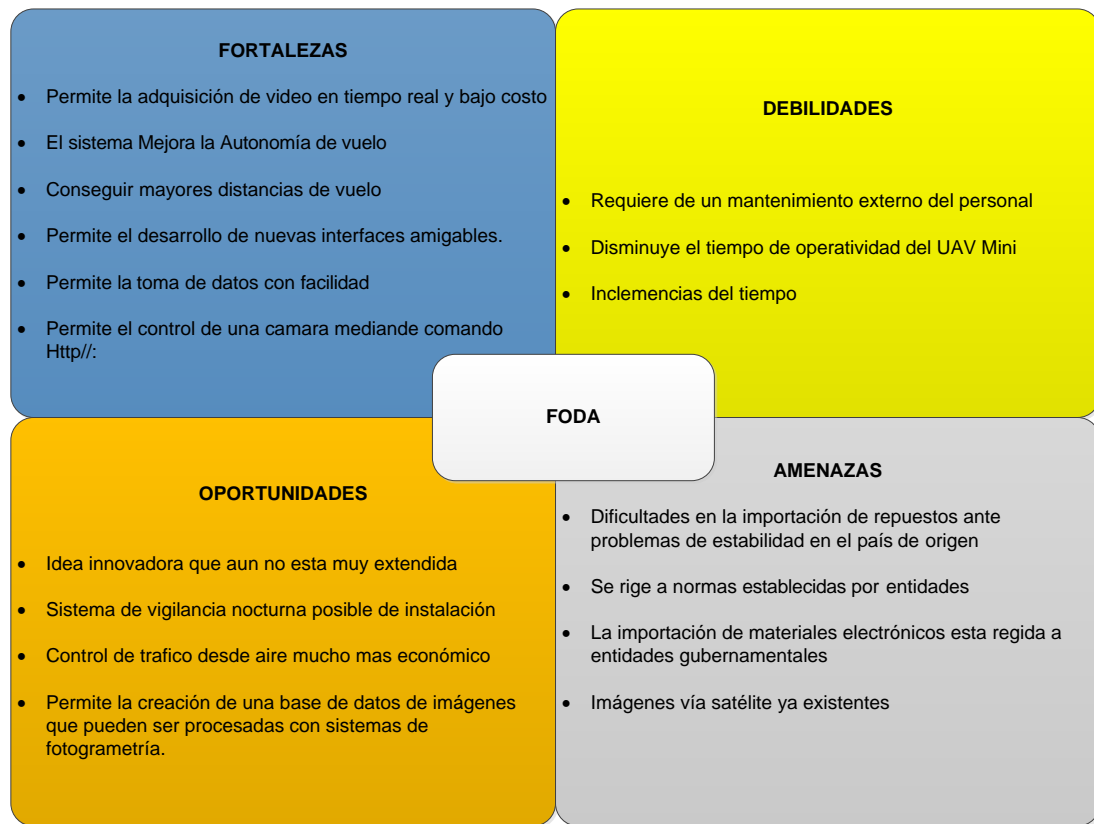 FORTALEZAS
• Permite la adquisición de video en tiempo real y bajo costo
• El sistema Mejora la Autonomía de vuelo
• Conseguir mayores distancias de vuelo
• Permite el desarrollo de nuevas interfaces amigables.
• Permite la toma de datos con facilidad
• Permite el control de una camara mediande comando
Http//:
DEBILIDADES
• Requiere de un mantenimiento externo del personal
• Disminuye el tiempo de operatividad del UAV Mini
• Inclemencias del tiempo
FODA
OPORTUNIDADES
• Idea innovadora que aun no esta muy extendida
• Sistema de vigilancia nocturna posible de instalación
• Control de trafico desde aire mucho mas económico
• Permite la creación de una base de datos de imágenes
que pueden ser procesadas con sistemas de
fotogrametría.
AMENAZAS
• Dificultades en la importación de repuestos ante
problemas de estabilidad en el país de origen
• Se rige a normas establecidas por entidades
• La importación de materiales electrónicos esta regida a
entidades gubernamentales
• Imágenes vía satélite ya existentes